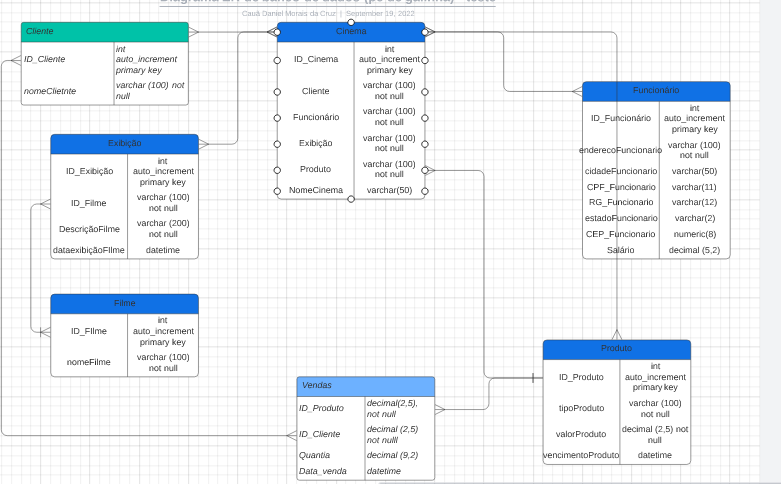 Diagrama ER de banco de dados (pé de galinha) - teste
Cauã Daniel Morais da Cruz | September 19, 2022
Cliente
ID_Cliente
int
auto_increment
primary key
nomeClietnte
varchar (100) not
null
Cinema
ID_Cinema
int
auto_increment
primary key
Cliente
varchar (100)
not null
Funcionário
varchar (100)
not null
Exibição
varchar (100)
not null
Produto
varchar (100)
not null
NomeCinema
varchar(50)
Funcionário
ID_Funcionário
int
auto_increment
primary key
enderecoFuncionario
varchar (100)
not null
cidadeFuncionario
varchar(50)
CPF_Funcionario
varchar(11)
RG_Funcionario
varchar(12)
estadoFuncionario
varchar(2)
CEP_Funcionario
numeric(8)
Salário
decimal (5,2)
Exibição
ID_Exibição
int
auto_increment
primary key
ID_Filme
varchar (100)
not null
DescriçãoFilme
varchar (200)
not null
dataexibiçãoFIlme
datetime
Filme
ID_FIlme
int
auto_increment
primary key
nomeFilme
varchar (100)
not null
Vendas
ID_Produto
decimal(2,5),
not null
ID_Cliente
decimal (2,5)
not nulll
Quantia
decimal (9,2)
Data_venda
datetime
Produto
ID_Produto
int
auto_increment
primary key
tipoProduto
varchar (100)
not null
valorProduto
decimal (2,5) not
null
vencimentoProduto
datetime